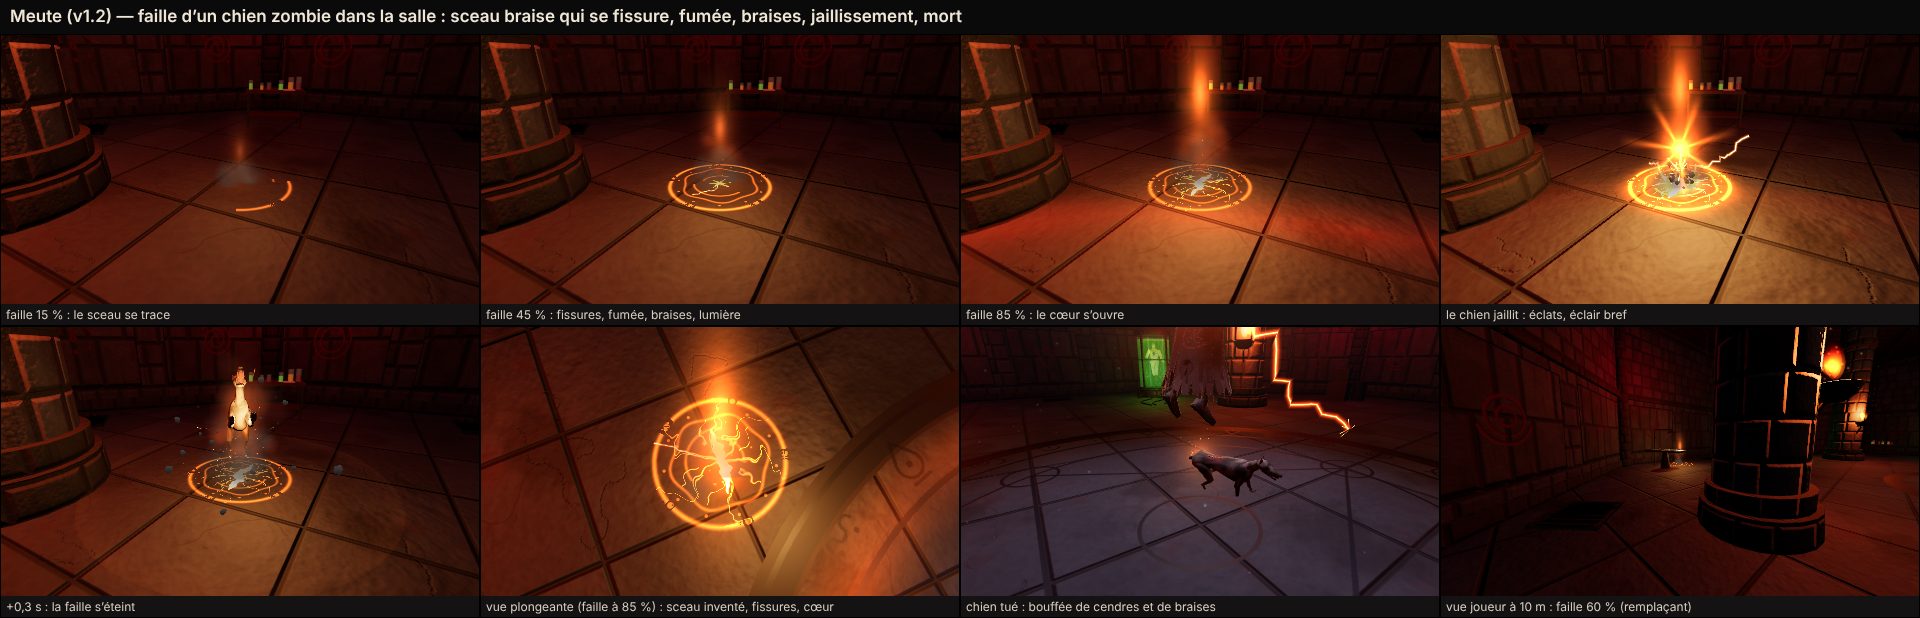 Meute (v1.2) — faille d’un chien zombie dans la salle : sceau braise qui se fissure, fumée, braises, jaillissement, mort
faille 15 % : le sceau se trace
faille 45 % : fissures, fumée, braises, lumière
faille 85 % : le cœur s’ouvre
le chien jaillit : éclats, éclair bref
+0,3 s : la faille s’éteint
vue plongeante (faille à 85 %) : sceau inventé, fissures, cœur
chien tué : bouffée de cendres et de braises
vue joueur à 10 m : faille 60 % (remplaçant)